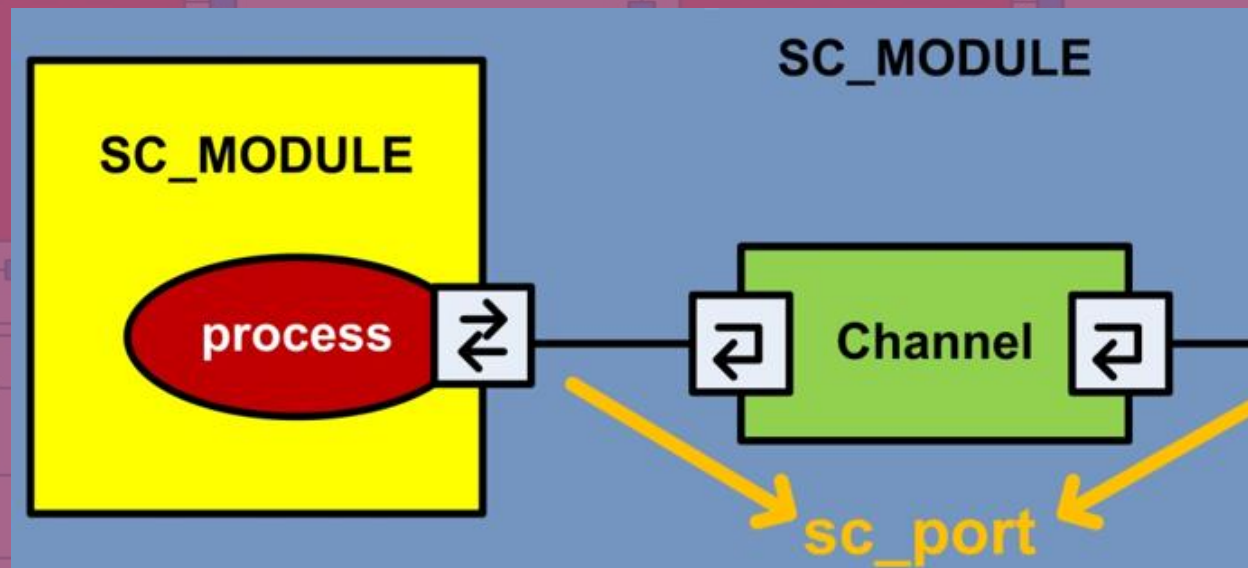 SC_MODULE
SC_MODULE
process
Channel
sc_port